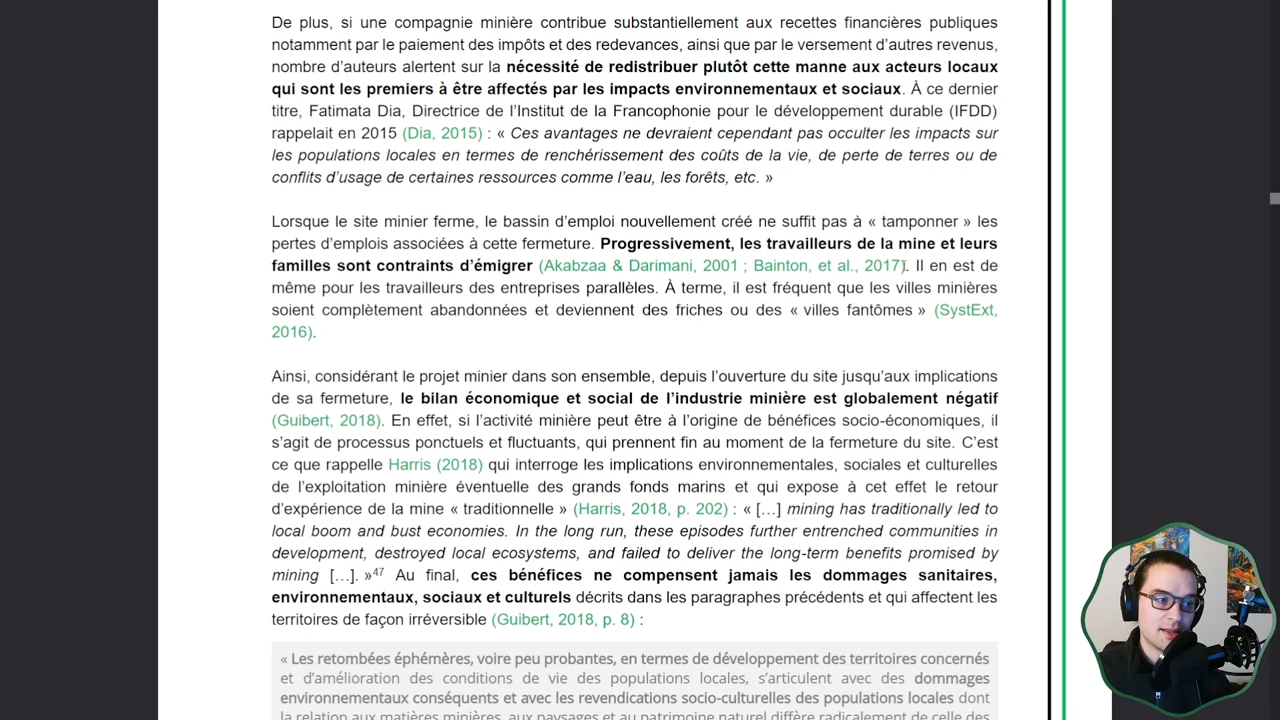 De plus, si une compagnie minière contribue substantiellement aux recettes financières publiques
notamment par le paiement des impôts et des redevances, ainsi que par le versement d’autres revenus,
nombre d’auteurs alertent sur la nécessité de redistribuer plutôt cette manne aux acteurs locaux
qui sont les premiers à être affectés par les impacts environnementaux et sociaux. À ce dernier
titre, Fatimata Dia, Directrice de l’Institut de la Francophonie pour le développement durable (IFDD)
rappelait en 2015 (Dia, 2015) : « Ces avantages ne devraient cependant pas occulter les impacts sur
les populations locales en termes de renchérissement des coûts de la vie, de perte de terres ou de
conflits d’usage de certaines ressources comme l’eau, les forêts, etc. »
Lorsque le site minier ferme, le bassin d’emploi nouvellement créé ne suffit pas à « tamponner » les
pertes d’emplois associées à cette fermeture. Progressivement, les travailleurs de la mine et leurs
familles sont contraints d’émigrer (Akabzaa & Darimani, 2001 ; Bainton, et al., 2017). Il en est de
même pour les travailleurs des entreprises parallèles. À terme, il est fréquent que les villes minières
soient complètement abandonnées et deviennent des friches ou des « villes fantômes » (SystExt,
2016).
Ainsi, considérant le projet minier dans son ensemble, depuis l’ouverture du site jusqu’aux implications
de sa fermeture, le bilan économique et social de l’industrie minière est globalement négatif
(Guibert, 2018). En effet, si l’activité minière peut être à l’origine de bénéfices socio-économiques, il
s’agit de processus ponctuels et fluctuants, qui prennent fin au moment de la fermeture du site. C’est
ce que rappelle Harris (2018) qui interroge les implications environnementales, sociales et culturelles
de l’exploitation minière éventuelle des grands fonds marins et qui expose à cet effet le retour
d’expérience de la mine « traditionnelle » (Harris, 2018, p. 202) : « […] mining has traditionally led to
local boom and bust economies. In the long run, these episodes further entrenched communities in
development, destroyed local ecosystems, and failed to deliver the long-term benefits promised by
mining […]. »47 Au final, ces bénéfices ne compensent jamais les dommages sanitaires,
environnementaux, sociaux et culturels décrits dans les paragraphes précédents et qui affectent les
territoires de façon irréversible (Guibert, 2018, p. 8) :
« Les retombées éphémères, voire peu probantes, en termes de développement des territoires concernés
et d’amélioration des conditions de vie des populations locales, s’articulent avec des dommages
environnementaux conséquents et avec les revendications socio-culturelles des populations locales dont
la relation aux matières minières, aux paysages et au patrimoine naturel diffère radicalement de celle des